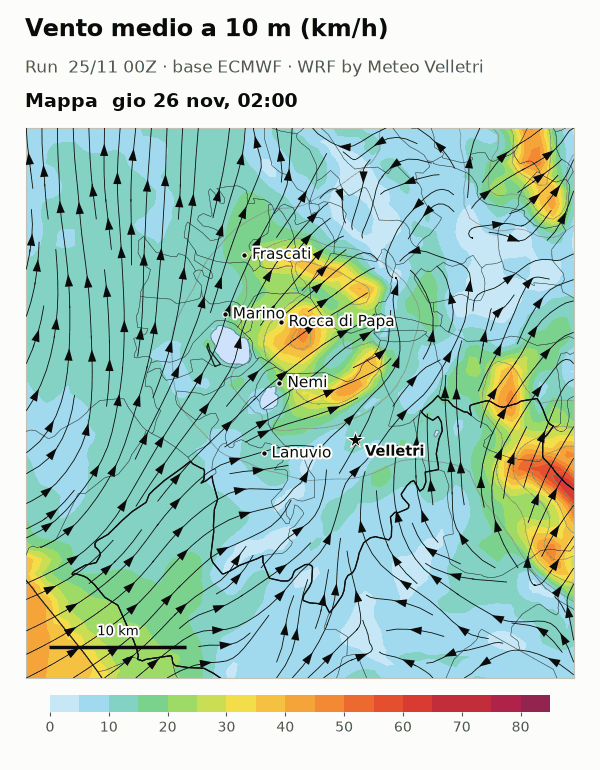 Vento medio a 10 m (km/h)
Run  25/11 00Z · base ECMWF · WRF by Meteo Velletri
Mappa  gio 26 nov, 02:00
Frascati
Marino
Rocca di Papa
Nemi
Velletri
Lanuvio
10 km
0 10 20 30 40 50 60 70 80